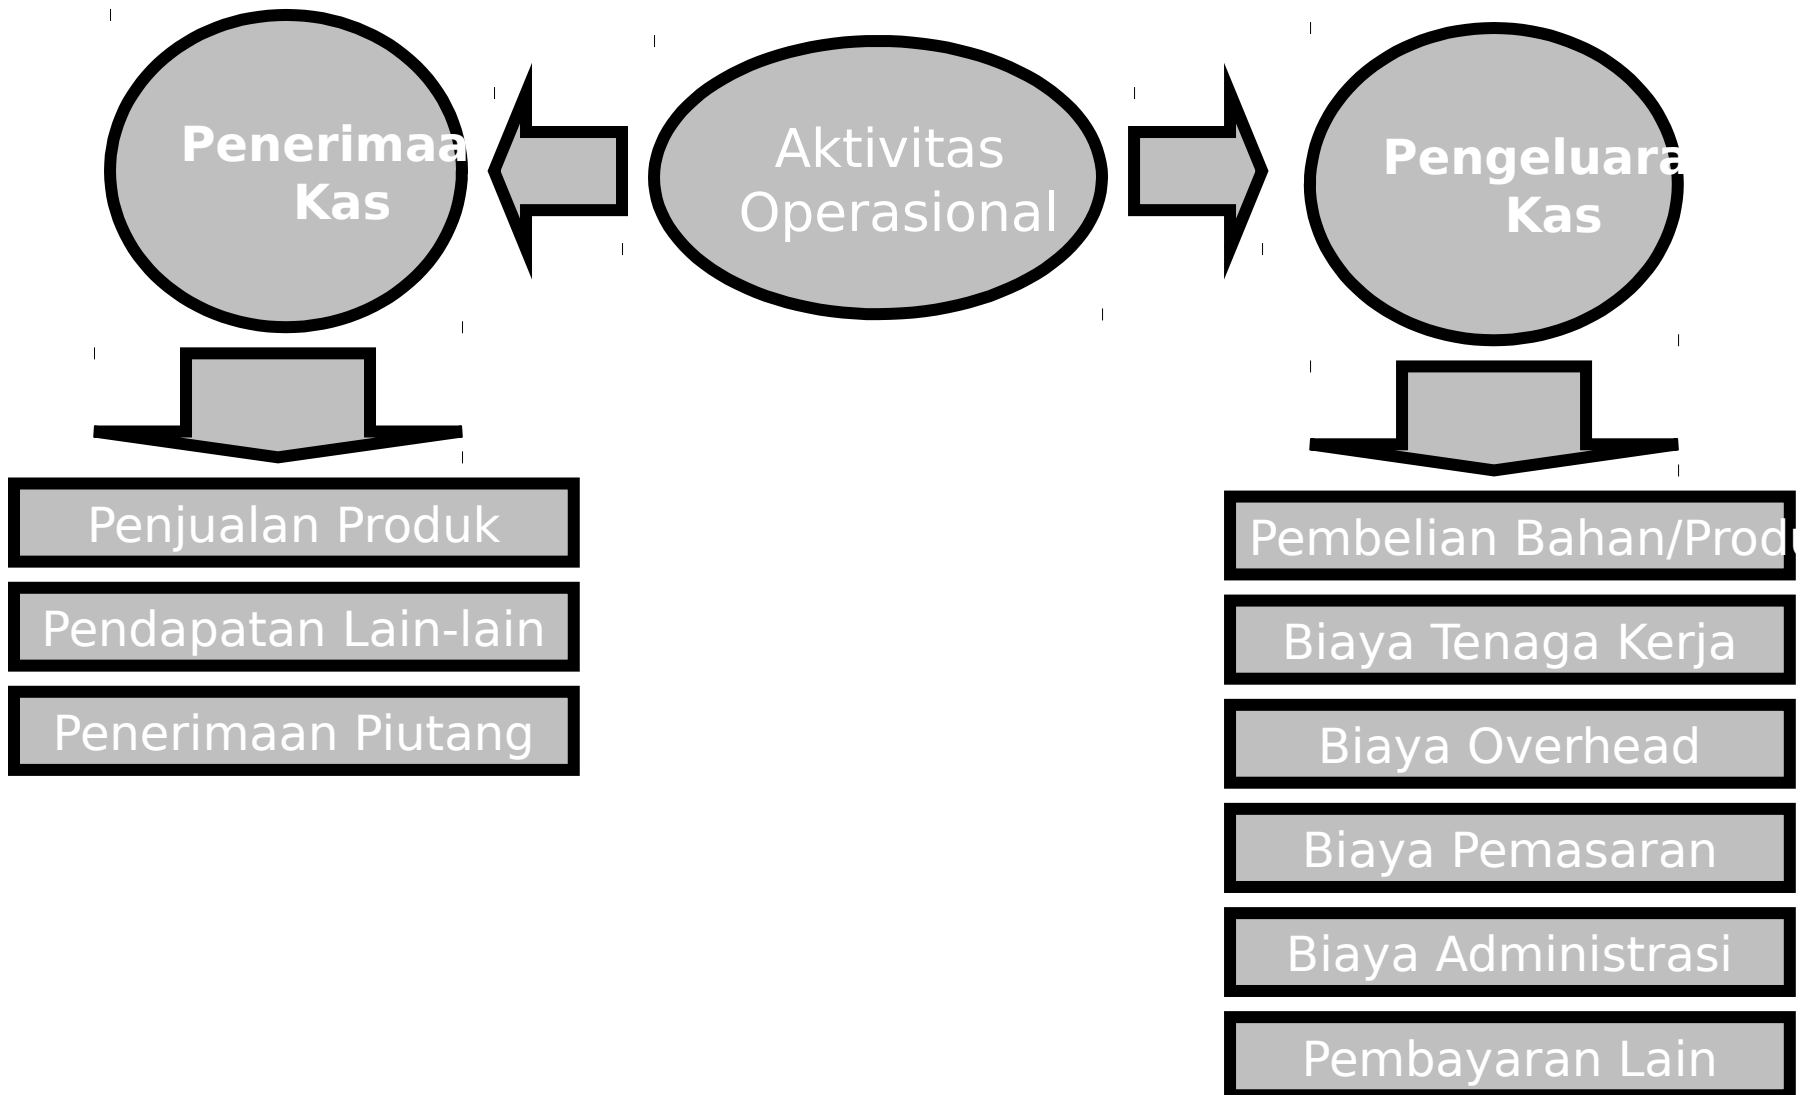 Penerimaa
Kas
Aktivitas
Operasional
Pengeluara
Kas
Penjualan Produk
Pendapatan Lain-lain
Penerimaan Piutang
Pembelian Bahan/Produ
Biaya Tenaga Kerja
Biaya Overhead
Biaya Pemasaran
Biaya Administrasi
Pembayaran Lain